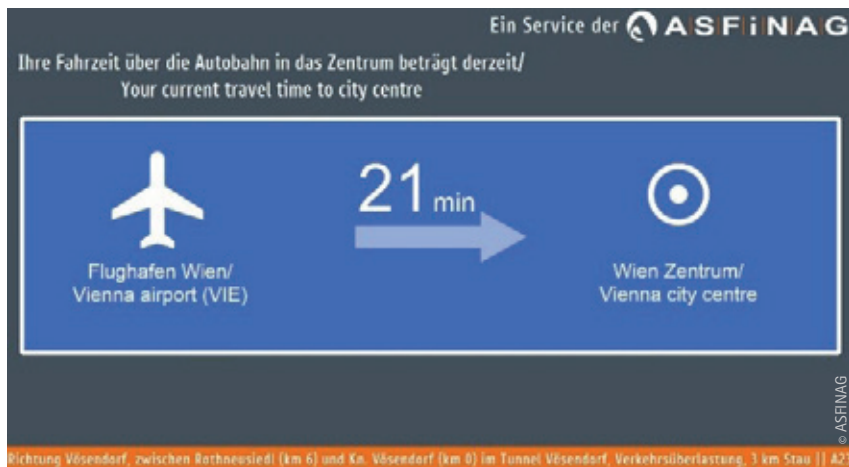 Ein Service der ASFiNAG
Ihre Fahrzeit über die Autobahn in das Zentrum beträgt derzeit/
Your current travel time to city centre
21 min
Flughafen Wien/
Vienna airport (VIE)
Wien Zentrum/
Vienna city centre
© ASFINAG
Richtung Vösendorf, zwischen Rothneusiedl (km 6) und Kn. Vösendorf (km 0) im Tunnel Vösendorf, Verkehrsüberlastung, 3 km Stau || A2